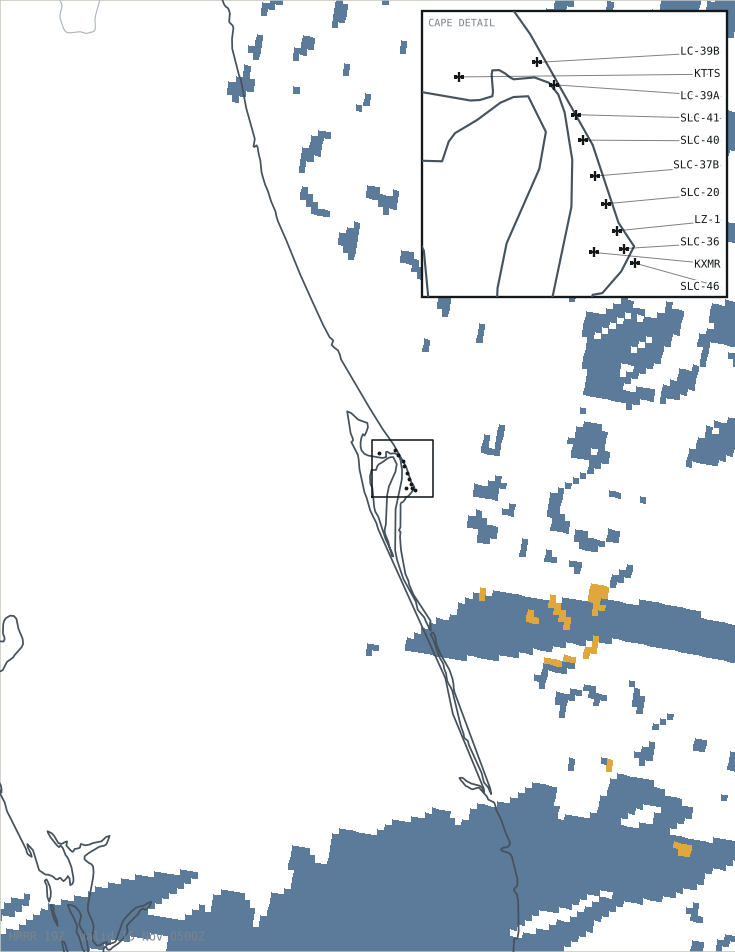 CAPE DETAIL
LC-39B
KTTS
LC-39A
SLC-41
SLC-40
SLC-37B
SLC-20
LZ-1
SLC-36
KXMR
SLC-46